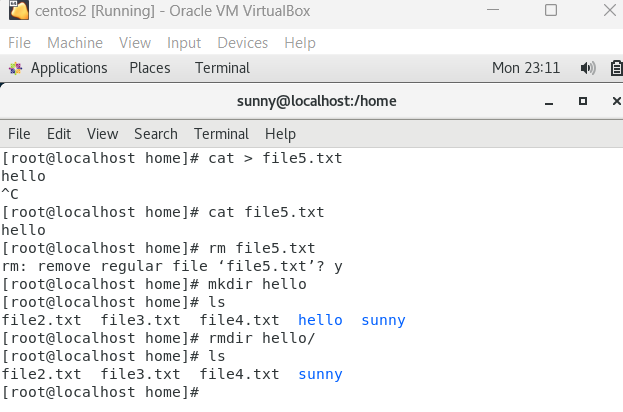 centos2 [Running] - Oracle VM VirtualBox
File Machine View Input Devices Help
Applications Places Terminal Mon 23:11
sunny@localhost:/home
File Edit View Search Terminal Help
[root@localhost home]# cat > file5.txt
hello
^C
[root@localhost home]# cat file5.txt
hello
[root@localhost home]# rm file5.txt
rm: remove regular file ‘file5.txt’? y
[root@localhost home]# mkdir hello
[root@localhost home]# ls
file2.txt  file3.txt  file4.txt  hello  sunny
[root@localhost home]# rmdir hello/
[root@localhost home]# ls
file2.txt  file3.txt  file4.txt  sunny
[root@localhost home]#